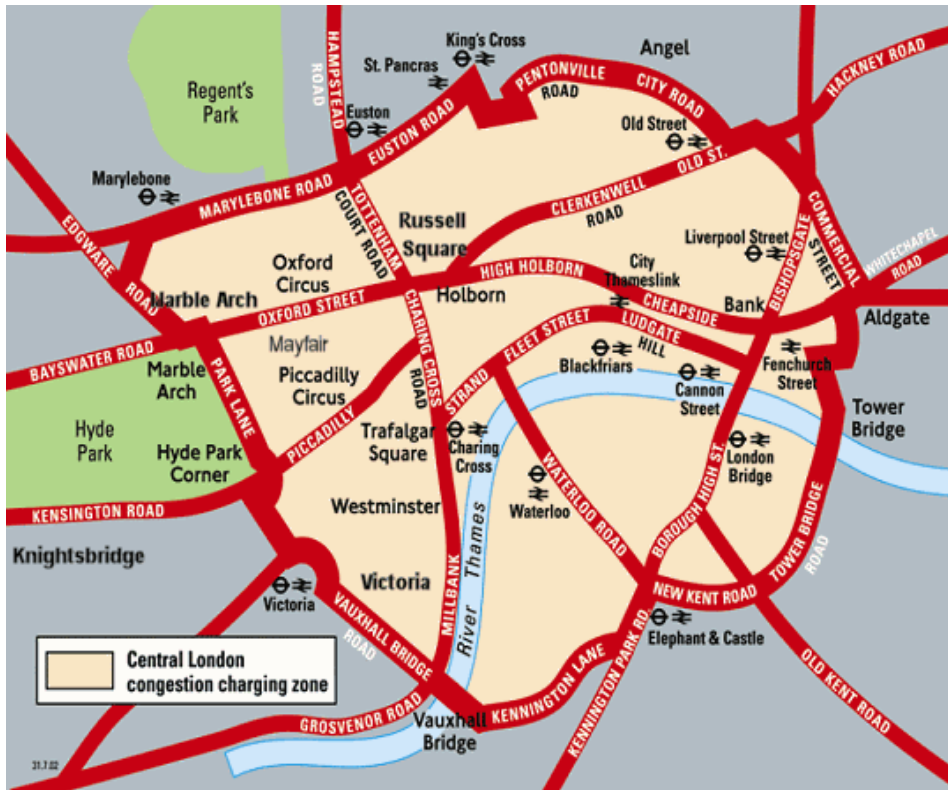 HAMPSTEAD
ROAD
King's Cross
St. Pancras
Angel
PENTONVILLE
ROAD
CITY ROAD
HACKNEY ROAD
Regent's
Park
Euston
EUSTON ROAD
Old Street
OLD ST.
Marylebone
MARYLEBONE ROAD
TOTTENHAM
COURT ROAD
CLERKENWELL
ROAD
COMMERCIAL
STREET
EDGWARE
ROAD
Russell
Square
Liverpool Street
BISHOPSGATE
WHITECHAPEL
ROAD
Oxford
Circus
HIGH HOLBORN
City
Thameslink
Marble Arch
OXFORD STREET
Holborn
CHEAPSIDE
Bank
Aldgate
BAYSWATER ROAD
Mayfair
CHARING CROSS
ROAD
FLEET STREET
LUDGATE
HILL
Marble
Arch
PARK LANE
Piccadilly
Circus
STRAND
Blackfriars
Cannon
Street
Fenchurch
Street
Hyde
Park
Hyde Park
Corner
PICCADILLY
Trafalgar
Square
Charing
Cross
Tower
Bridge
London
Bridge
KENSINGTON ROAD
Westminster
Waterloo
WATERLOO ROAD
BOROUGH HIGH ST.
TOWER BRIDGE
ROAD
Knightsbridge
Victoria
Victoria
MILLBANK
River Thames
NEW KENT ROAD
VAUXHALL BRIDGE
ROAD
Elephant & Castle
Central London
congestion charging zone
KENNINGTON LANE
KENNINGTON PARK RD.
OLD KENT ROAD
GROSVENOR ROAD
Vauxhall
Bridge
31.7.02